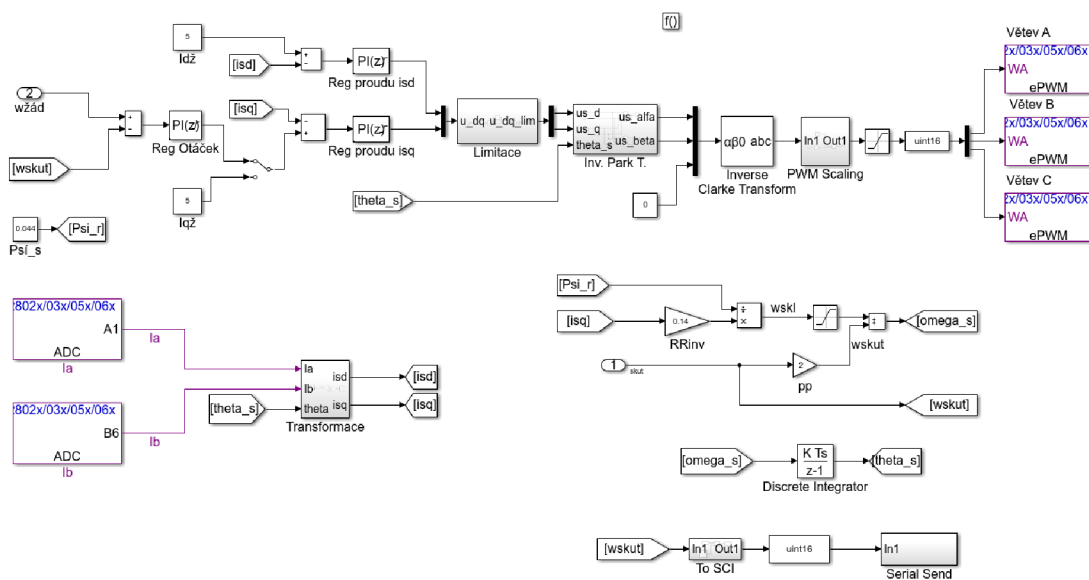 f()
5
Idž
[isd]
PI(z)
Reg proudu isd
2
wžád
[wskut]
PI(z)
Reg Otáček
[isq]
PI(z)
Reg proudu isq
5
Iqž
u_dq u_dq_lim
Limitace
us_d
us_q
theta_s
us_alfa
us_beta
Inv. Park T.
[theta_s]
0
αβ0 abc
Inverse
Clarke Transform
In1 Out1
PWM Scaling
uint16
Větev A
2x/03x/05x/06x
WA
ePWM
Větev B
2x/03x/05x/06x
WA
ePWM
Větev C
2x/03x/05x/06x
WA
ePWM
0.044
Psí_s
[Psi_r]
802x/03x/05x/06x
A1
ADC
Ia
Ia
802x/03x/05x/06x
B6
ADC
Ib
Ib
[theta_s]
Ia
Ib
theta
isd
isq
Transformace
[isd]
[isq]
[Psi_r]
[isq]
0.14
RRinv
÷
×
wskl
wskut
[omega_s]
1
skut
2
pp
[wskut]
[omega_s]
K Ts
z-1
Discrete Integrator
[theta_s]
[wskut]
In1 Out1
To SCI
uint16
In1
Serial Send